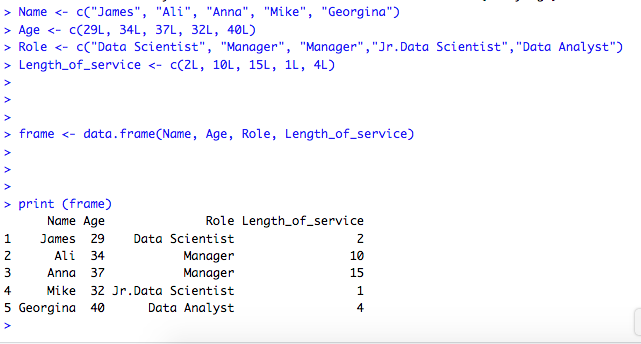 > Name <- c("James", "Ali", "Anna", "Mike", "Georgina")
> Age <- c(29L, 34L, 37L, 32L, 40L)
> Role <- c("Data Scientist", "Manager", "Manager","Jr.Data Scientist","Data Analyst")
> Length_of_service <- c(2L, 10L, 15L, 1L, 4L)
>
>
>
> frame <- data.frame(Name, Age, Role, Length_of_service)
>
>
>
> print (frame)
      Name Age              Role Length_of_service
1    James  29    Data Scientist                 2
2      Ali  34           Manager                10
3     Anna  37           Manager                15
4     Mike  32 Jr.Data Scientist                 1
5 Georgina  40      Data Analyst                 4
>